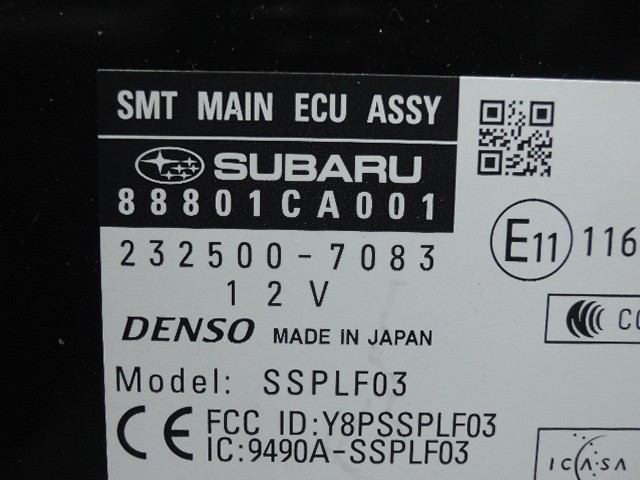 SMT MAIN ECU ASSY
SUBARU
88801CA001
232500-7083
12V
DENSO MADE IN JAPAN
Model: SSPLF03
CE FCC ID:Y8PSSPLF03
IC:9490A-SSPLF03
E11 116
ICASA